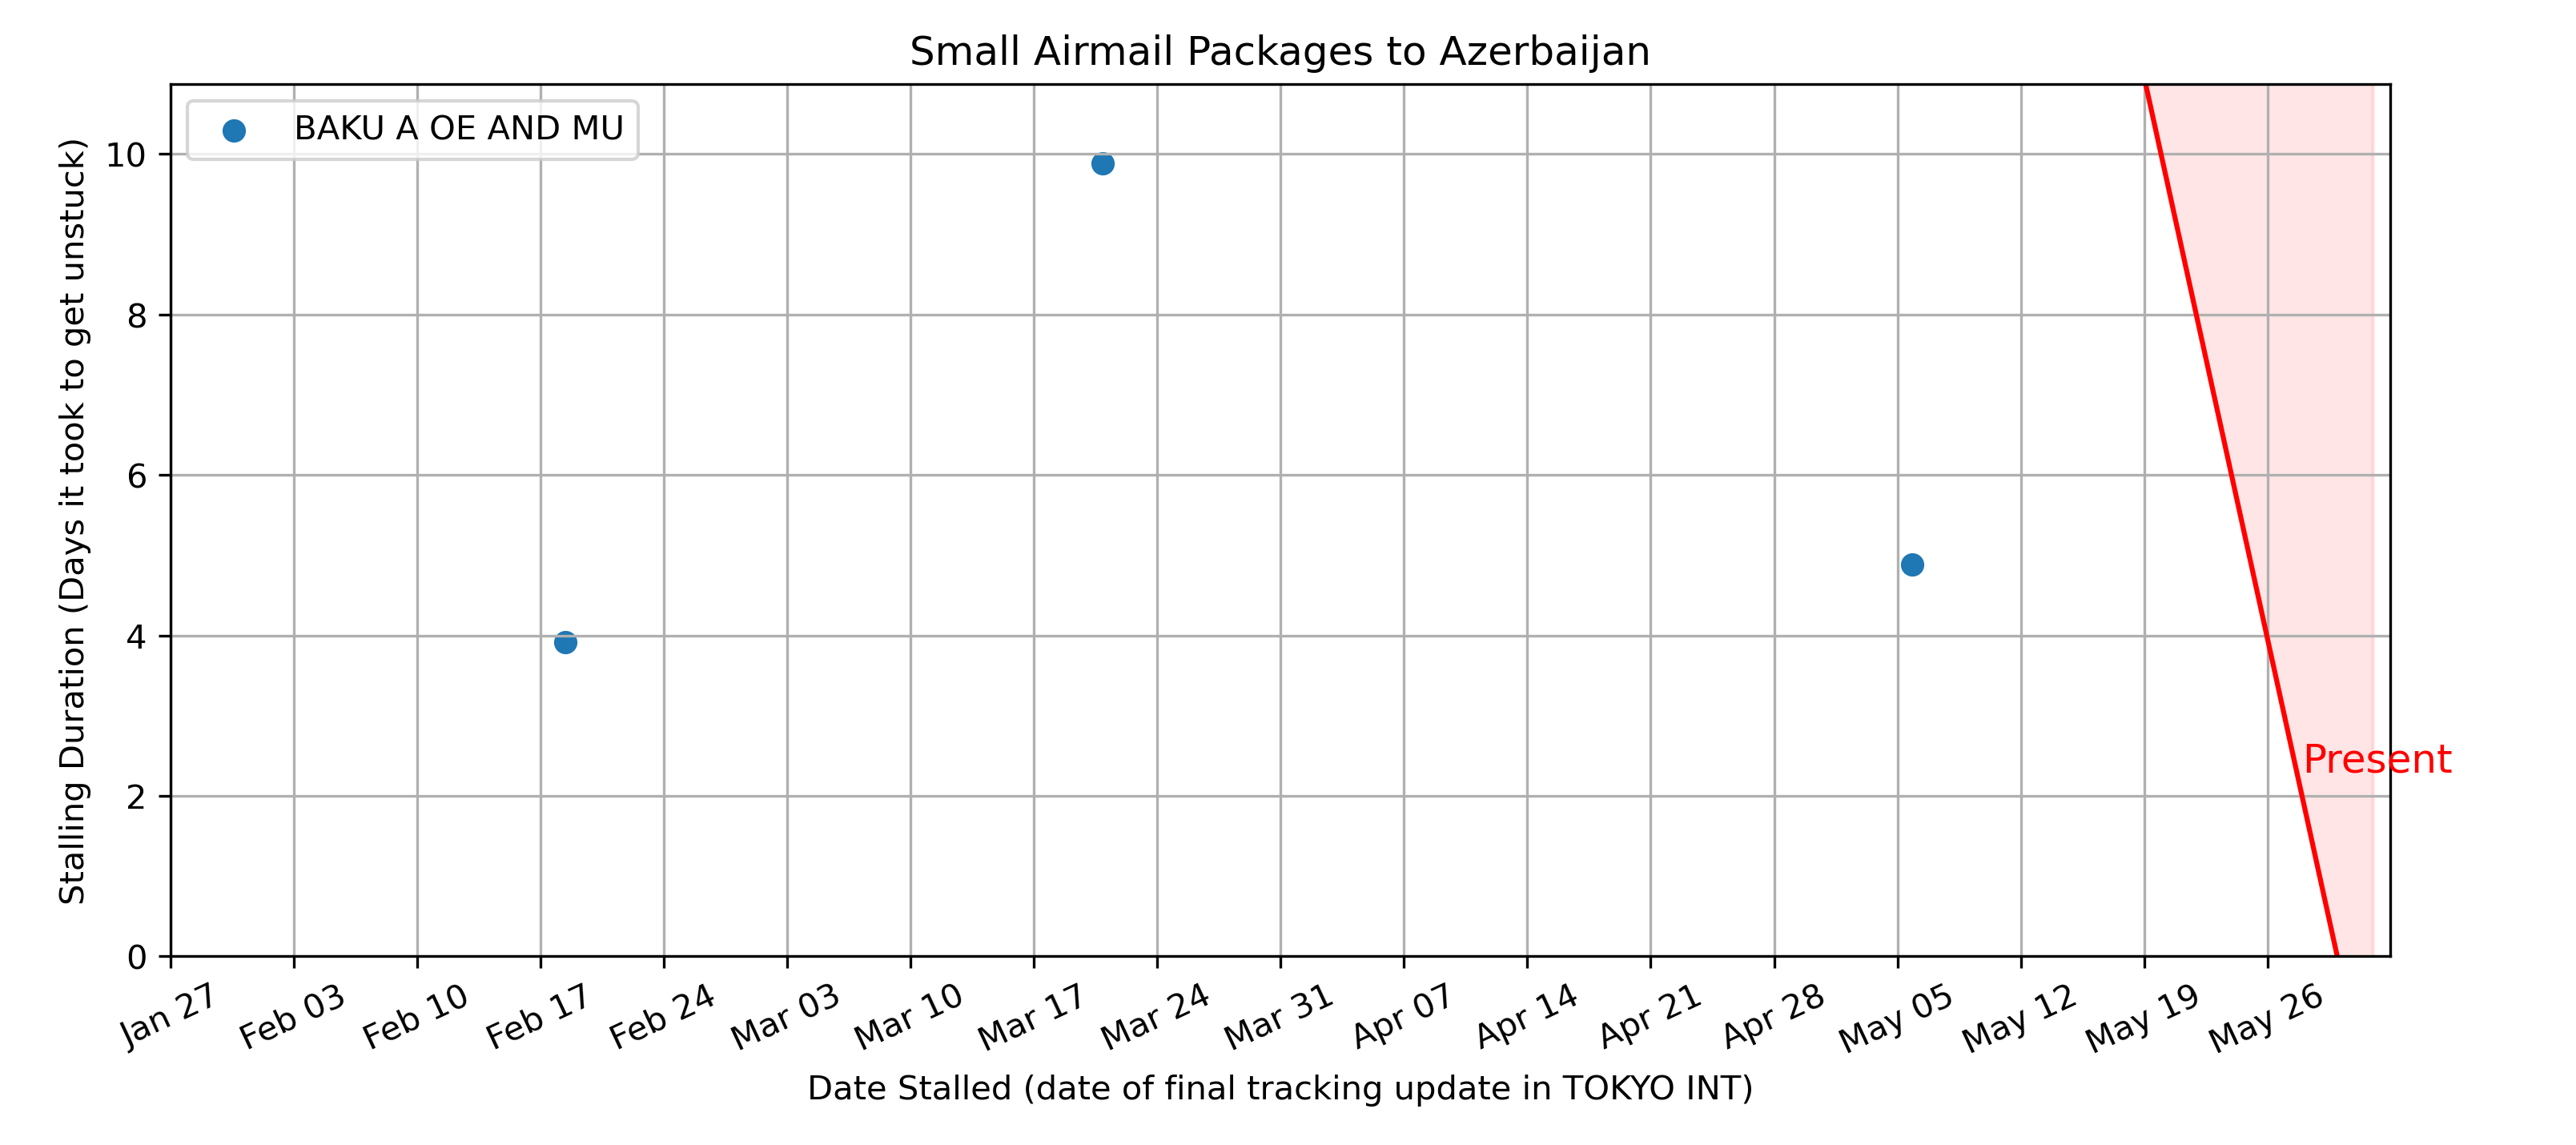 Small Airmail Packages to Azerbaijan
BAKU A OE AND MU
Stalling Duration (Days it took to get unstuck)
10
8
6
4
2
0
Present
Jan 27 Feb 03 Feb 10 Feb 17 Feb 24 Mar 03 Mar 10 Mar 17 Mar 24 Mar 31 Apr 07 Apr 14 Apr 21 Apr 28 May 05 May 12 May 19 May 26
Date Stalled (date of final tracking update in TOKYO INT)